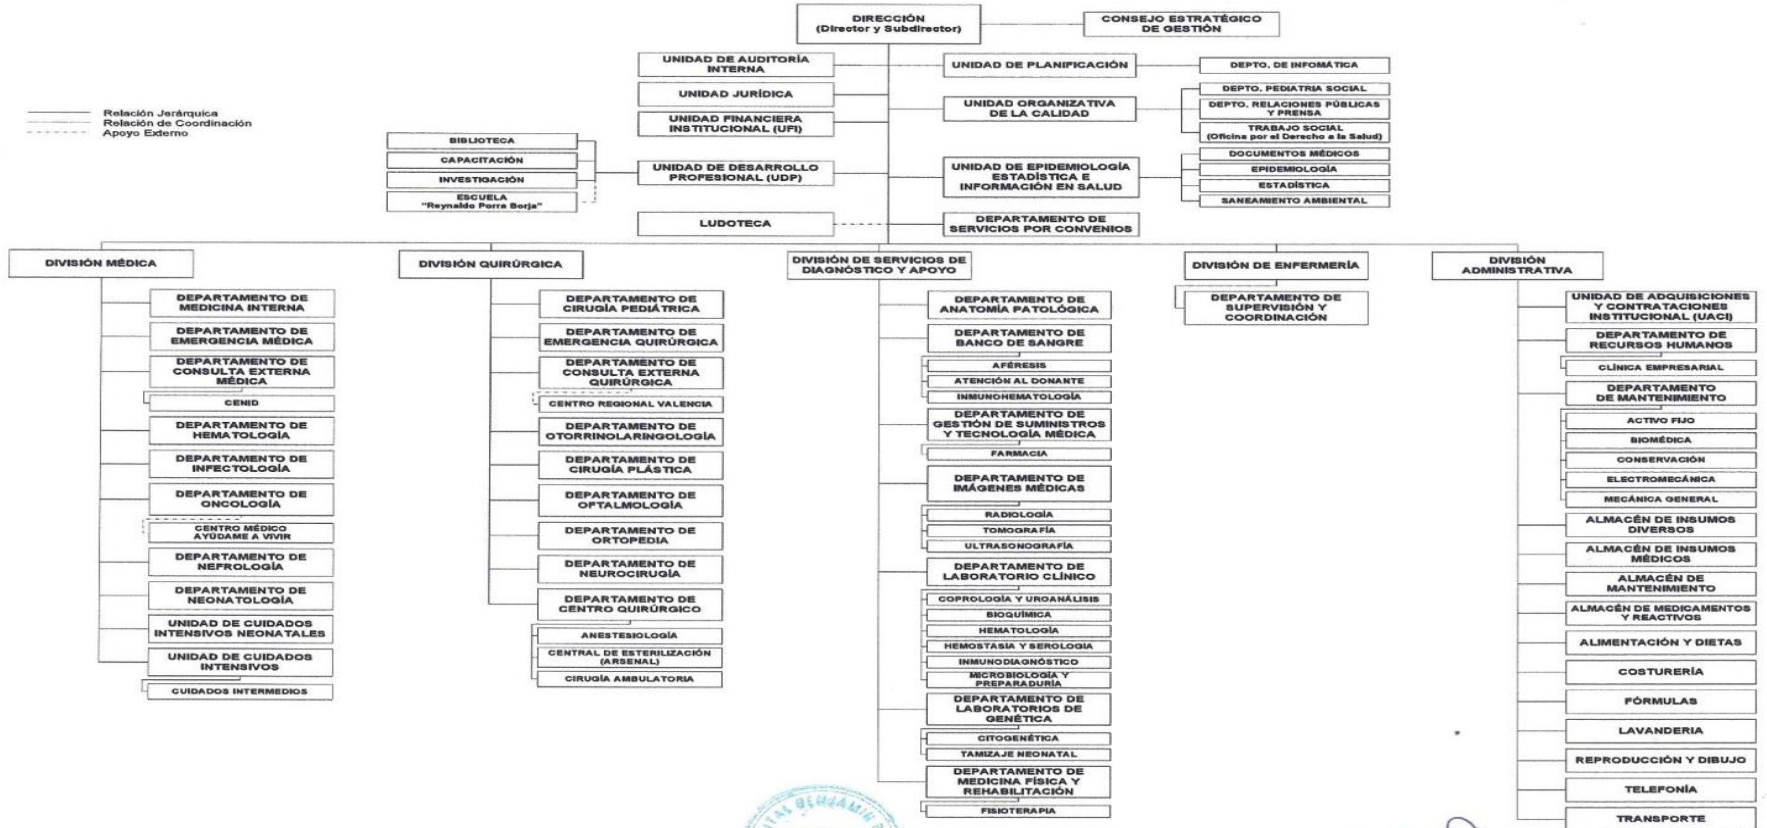 DIRECCIÓN
(Director y Subdirector)
CONSEJO ESTRATÉGICO
DE GESTIÓN
UNIDAD DE AUDITORÍA
INTERNA
UNIDAD DE PLANIFICACIÓN
DEPTO. DE INFOMÁTICA
UNIDAD JURÍDICA
UNIDAD ORGANIZATIVA
DE LA CALIDAD
DEPTO. PEDIATRIA SOCIAL
DEPTO. RELACIONES PÚBLICAS
Y PRENSA
TRABAJO SOCIAL
(Oficina por el Derecho a la Salud)
Relación Jerárquica
Relación de Coordinación
Apoyo Externo
UNIDAD FINANCIERA
INSTITUCIONAL (UFI)
BIBLIOTECA
CAPACITACIÓN
INVESTIGACIÓN
ESCUELA
"Reynaldo Porra Borja"
UNIDAD DE DESARROLLO
PROFESIONAL (UDP)
UNIDAD DE EPIDEMIOLOGÍA
ESTADÍSTICA E
INFORMACIÓN EN SALUD
DOCUMENTOS MÉDICOS
EPIDEMIOLOGÍA
ESTADÍSTICA
SANEAMIENTO AMBIENTAL
LUDOTECA
DEPARTAMENTO DE
SERVICIOS POR CONVENIOS
DIVISIÓN MÉDICA
DEPARTAMENTO DE
MEDICINA INTERNA
DEPARTAMENTO DE
EMERGENCIA MÉDICA
DEPARTAMENTO DE
CONSULTA EXTERNA
MÉDICA
CENID
DEPARTAMENTO DE
HEMATOLOGÍA
DEPARTAMENTO DE
INFECTOLOGÍA
DEPARTAMENTO DE
ONCOLOGÍA
CENTRO MÉDICO
AYÚDAME A VIVIR
DEPARTAMENTO DE
NEFROLOGÍA
DEPARTAMENTO DE
NEONATOLOGÍA
UNIDAD DE CUIDADOS
INTENSIVOS NEONATALES
UNIDAD DE CUIDADOS
INTENSIVOS
CUIDADOS INTERMEDIOS
DIVISIÓN QUIRÚRGICA
DEPARTAMENTO DE
CIRUGÍA PEDIÁTRICA
DEPARTAMENTO DE
EMERGENCIA QUIRÚRGICA
DEPARTAMENTO DE
CONSULTA EXTERNA
QUIRÚRGICA
CENTRO REGIONAL VALENCIA
DEPARTAMENTO DE
OTORRINOLARINGOLOGÍA
DEPARTAMENTO DE
CIRUGÍA PLÁSTICA
DEPARTAMENTO DE
OFTALMOLOGÍA
DEPARTAMENTO DE
ORTOPEDIA
DEPARTAMENTO DE
NEUROCIRUGÍA
DEPARTAMENTO DE
CENTRO QUIRÚRGICO
ANESTESIOLOGÍA
CENTRAL DE ESTERILIZACIÓN
(ARSENAL)
CIRUGÍA AMBULATORIA
DIVISIÓN DE SERVICIOS DE
DIAGNÓSTICO Y APOYO
DEPARTAMENTO DE
ANATOMÍA PATOLÓGICA
DEPARTAMENTO DE
BANCO DE SANGRE
AFÉRESIS
ATENCIÓN AL DONANTE
INMUNOHEMATOLOGÍA
DEPARTAMENTO DE
GESTIÓN DE SUMINISTROS
Y TECNOLOGÍA MÉDICA
FARMACIA
DEPARTAMENTO DE
IMÁGENES MÉDICAS
RADIOLOGÍA
TOMOGRAFÍA
ULTRASONOGRAFÍA
DEPARTAMENTO DE
LABORATORIO CLÍNICO
COPROLOGÍA Y UROANÁLISIS
BIOQUÍMICA
HEMATOLOGÍA
HEMOSTASIA Y SEROLOGIA
INMUNODIAGNÓSTICO
MICROBIOLOGÍA Y
PREPARADURÍA
DEPARTAMENTO DE
LABORATORIOS DE
GENÉTICA
CITOGENÉTICA
TAMIZAJE NEONATAL
DEPARTAMENTO DE
MEDICINA FÍSICA Y
REHABILITACIÓN
FISIOTERAPIA
DIVISIÓN DE ENFERMERÍA
DEPARTAMENTO DE
SUPERVISIÓN Y
COORDINACIÓN
DIVISIÓN
ADMINISTRATIVA
UNIDAD DE ADQUISICIONES
Y CONTRATACIONES
INSTITUCIONAL (UACI)
DEPARTAMENTO DE
RECURSOS HUMANOS
CLÍNICA EMPRESARIAL
DEPARTAMENTO
DE MANTENIMIENTO
ACTIVO FIJO
BIOMÉDICA
CONSERVACIÓN
ELECTROMECÁNICA
MECÁNICA GENERAL
ALMACÉN DE INSUMOS
DIVERSOS
ALMACÉN DE INSUMOS
MÉDICOS
ALMACÉN DE
MANTENIMIENTO
ALMACÉN DE MEDICAMENTOS
Y REACTIVOS
ALIMENTACIÓN Y DIETAS
COSTURERÍA
FÓRMULAS
LAVANDERIA
REPRODUCCIÓN Y DIBUJO
TELEFONÍA
TRANSPORTE
BENJAMIN